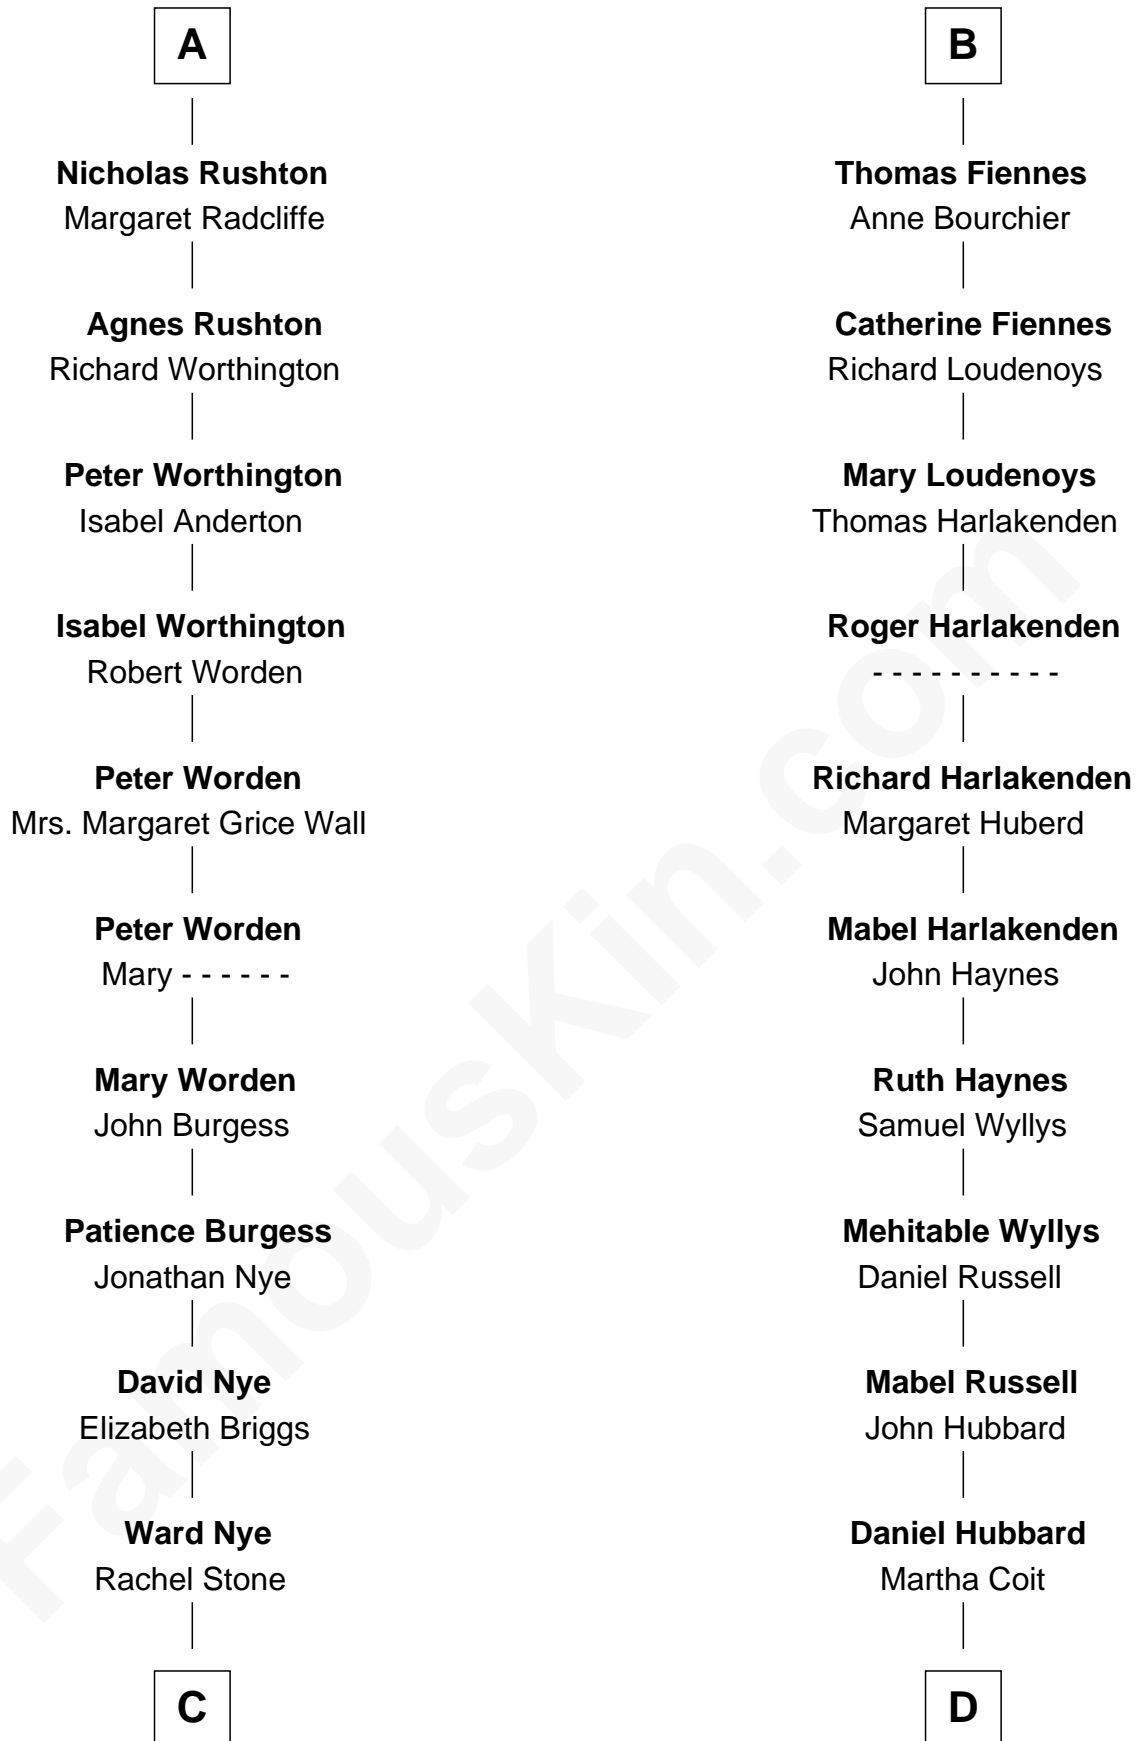 A
Nicholas Rushton
Margaret Radcliffe
Agnes Rushton
Richard Worthington
Peter Worthington
Isabel Anderton
Isabel Worthington
Robert Worden
Peter Worden
Mrs. Margaret Grice Wall
Peter Worden
Mary - - - - - -
Mary Worden
John Burgess
Patience Burgess
Jonathan Nye
David Nye
Elizabeth Briggs
Ward Nye
Rachel Stone
C
B
Thomas Fiennes
Anne Bourchier
Catherine Fiennes
Richard Loudenoys
Mary Loudenoys
Thomas Harlakenden
Roger Harlakenden
- - - - - - - - - -
Richard Harlakenden
Margaret Huberd
Mabel Harlakenden
John Haynes
Ruth Haynes
Samuel Wyllys
Mehitable Wyllys
Daniel Russell
Mabel Russell
John Hubbard
Daniel Hubbard
Martha Coit
D
FamousKin.com